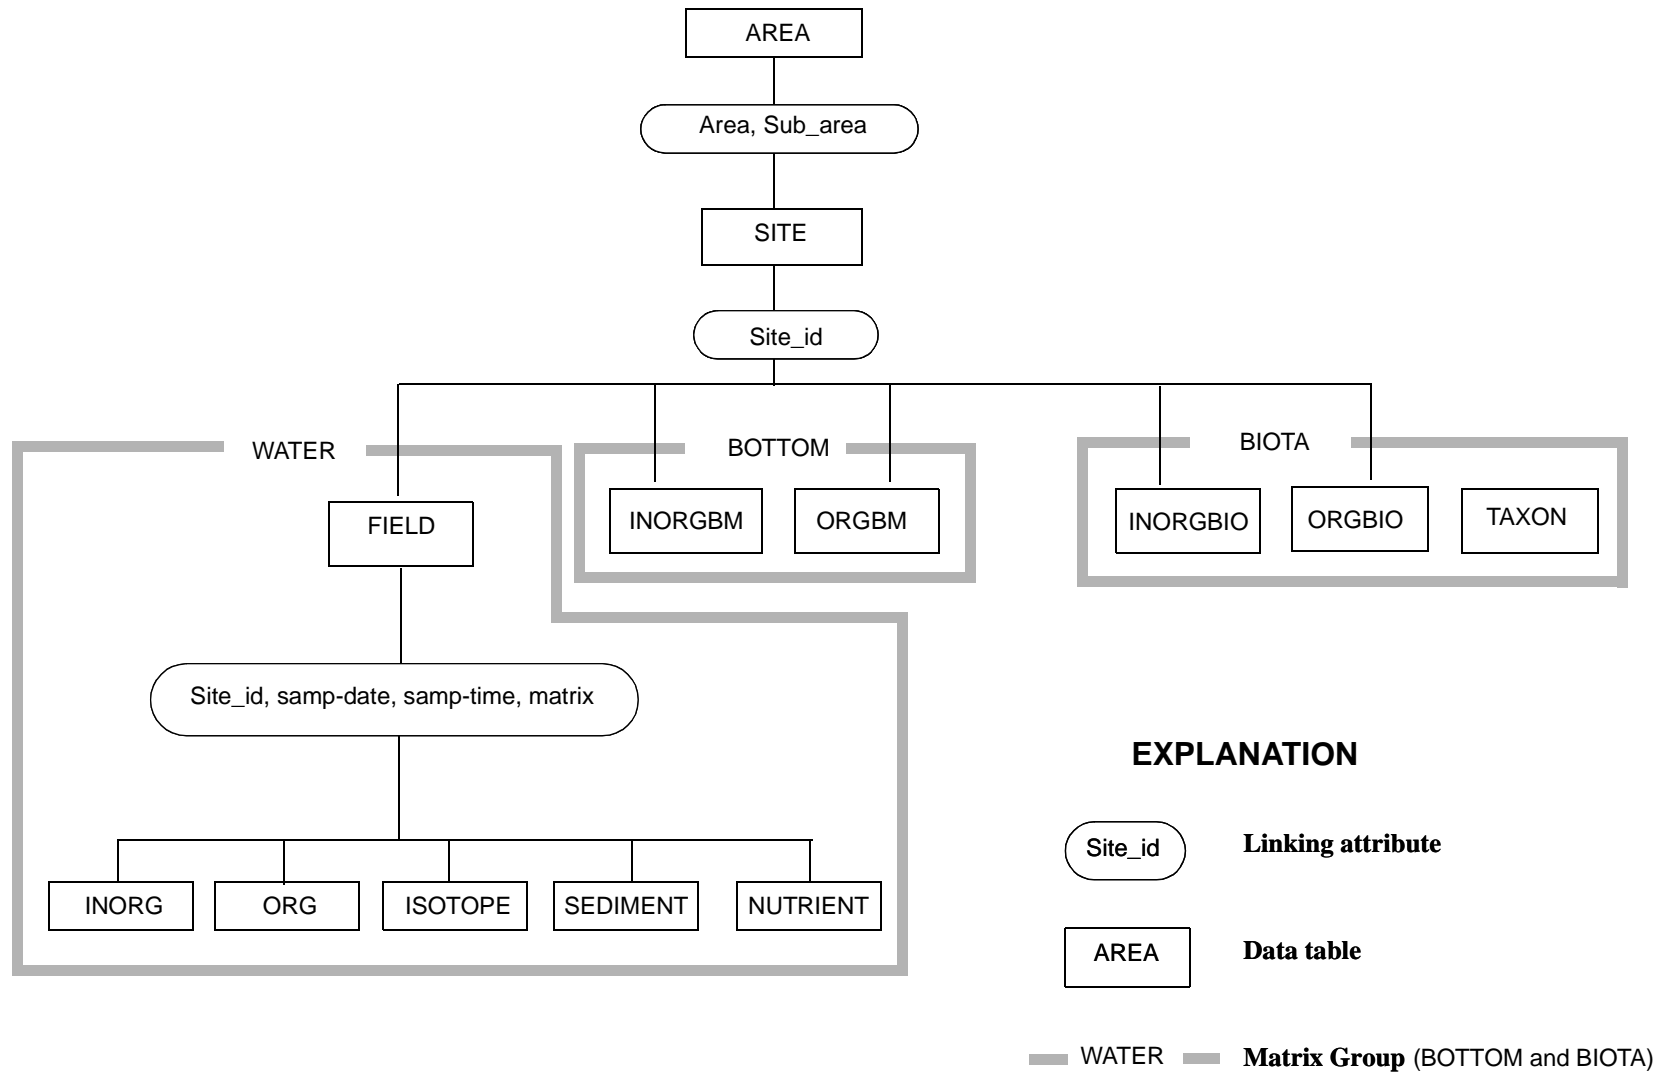 AREA
Area, Sub_area
SITE
Site_id
WATER
BOTTOM
BIOTA
FIELD
INORGBM
ORGBM
INORGBIO
ORGBIO
TAXON
Site_id, samp-date, samp-time, matrix
INORG
ORG
ISOTOPE
SEDIMENT
NUTRIENT
EXPLANATION
Site_id Linking attribute
AREA Data table
WATER Matrix Group (BOTTOM and BIOTA)